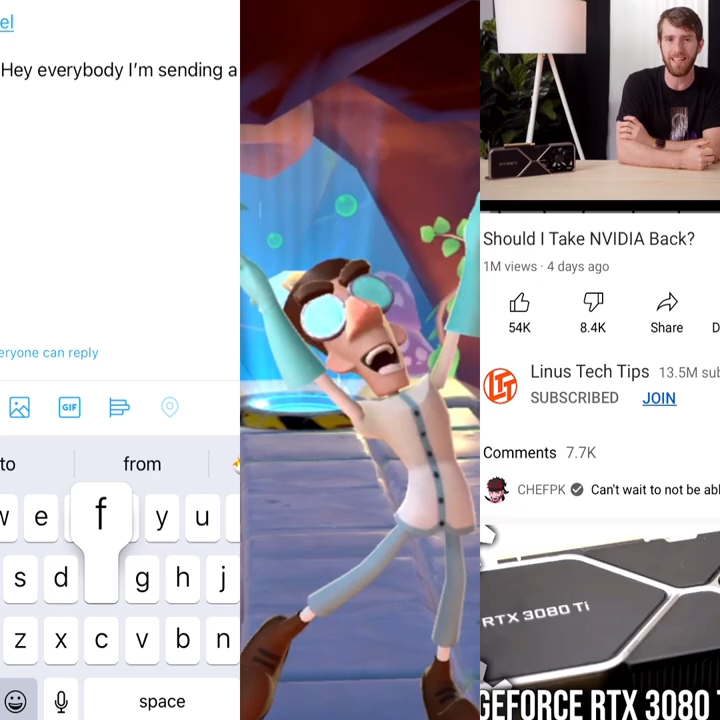 el
Hey everybody I'm sending a
eryone can reply
GIF
to
from
w e f y u
s d g h j
z x c v b n
space
Should I Take NVIDIA Back?
1M views · 4 days ago
54K
8.4K
Share
D
LTT
Linus Tech Tips 13.5M sub
SUBSCRIBED
JOIN
Comments 7.7K
CHEFPK
Can't wait to not be abl
RTX 3080 Ti
GEFORCE RTX 3080 T